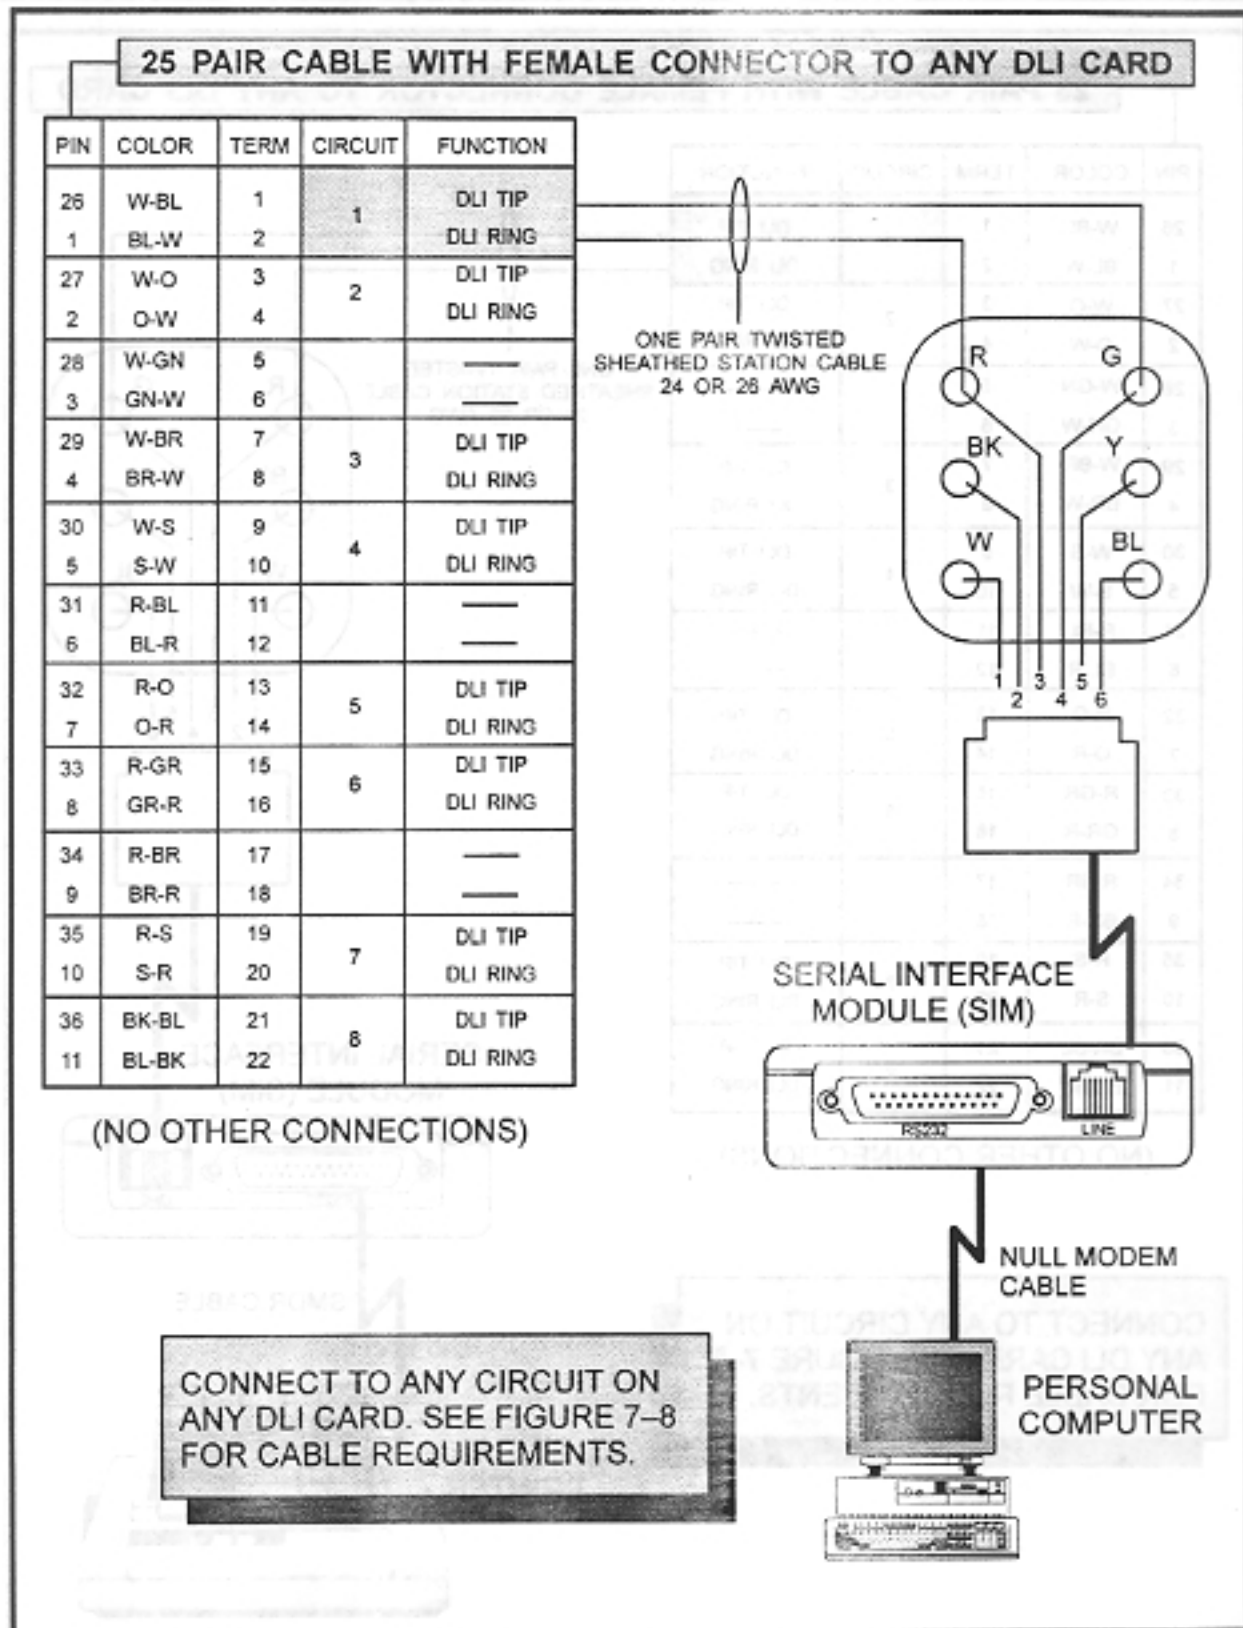 25 PAIR CABLE WITH FEMALE CONNECTOR TO ANY DLI CARD
PIN COLOR TERM CIRCUIT FUNCTION
26 W-BL 1 1 DLI TIP
1 BL-W 2 DLI RING
27 W-O 3 2 DLI TIP
2 O-W 4 DLI RING
28 W-GN 5 ——
3 GN-W 6 ——
29 W-BR 7 3 DLI TIP
4 BR-W 8 DLI RING
30 W-S 9 4 DLI TIP
5 S-W 10 DLI RING
31 R-BL 11 ——
6 BL-R 12 ——
32 R-O 13 5 DLI TIP
7 O-R 14 DLI RING
33 R-GR 15 6 DLI TIP
8 GR-R 16 DLI RING
34 R-BR 17 ——
9 BR-R 18 ——
35 R-S 19 7 DLI TIP
10 S-R 20 DLI RING
36 BK-BL 21 8 DLI TIP
11 BL-BK 22 DLI RING
(NO OTHER CONNECTIONS)
ONE PAIR TWISTED
SHEATHED STATION CABLE
24 OR 26 AWG
R G
BK Y
W BL
1 2 3 4 5 6
SERIAL INTERFACE
MODULE (SIM)
RS232 LINE
NULL MODEM
CABLE
PERSONAL
COMPUTER
CONNECT TO ANY CIRCUIT ON
ANY DLI CARD. SEE FIGURE 7–8
FOR CABLE REQUIREMENTS.